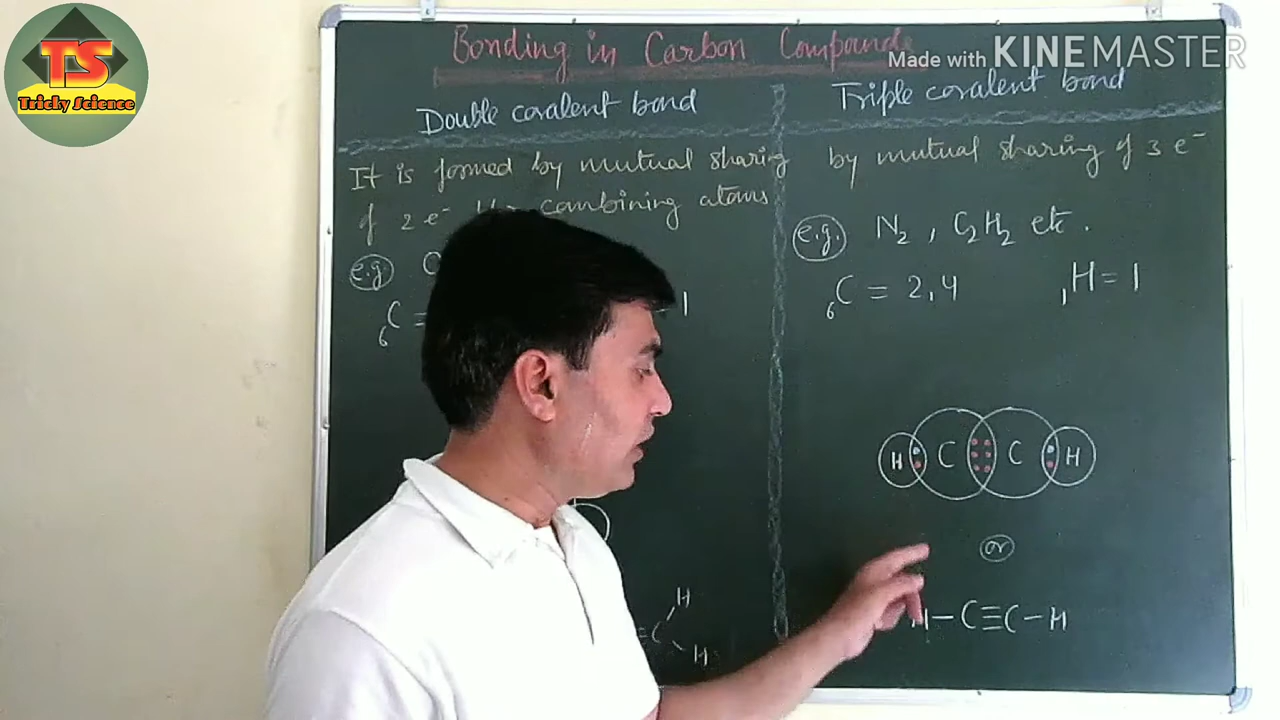 TS
Tricky Science
Made with KINEMASTER
Bonding in Carbon Compounds
Double covalent bond
It is formed by mutual sharing
of 2 e⁻ combining atoms
e.g.
₆C =
1
H
C
H
Triple covalent bond
by mutual sharing of 3 e⁻
e.g. N₂ , C₂H₂ etc.
₆C = 2,4 ₁H = 1
H C C H
or
H–C≡C–H